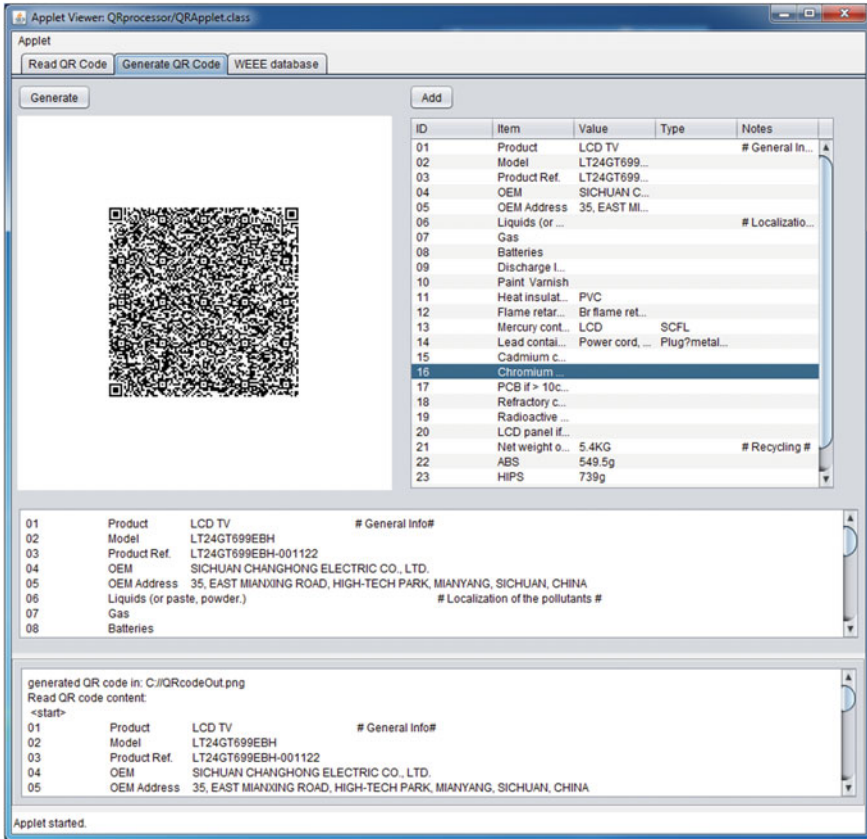 Applet Viewer: QRprocessor/QRApplet.class
Applet
Read QR Code Generate QR Code WEEE database
Generate Add
ID Item Value Type Notes
01 Product LCD TV # General In...
02 Model LT24GT699...
03 Product Ref. LT24GT699...
04 OEM SICHUAN C...
05 OEM Address 35, EAST MI...
06 Liquids (or ... # Localizatio...
07 Gas
08 Batteries
09 Discharge l...
10 Paint Varnish
11 Heat insulat... PVC
12 Flame retar... Br flame ret...
13 Mercury cont... LCD SCFL
14 Lead contai... Power cord, ... Plug?metal...
15 Cadmium c...
16 Chromium ...
17 PCB if > 10c...
18 Refractory c...
19 Radioactive ...
20 LCD panel if...
21 Net weight o... 5.4KG # Recycling #
22 ABS 549.5g
23 HIPS 739g
01 Product LCD TV # General Info#
02 Model LT24GT699EBH
03 Product Ref. LT24GT699EBH-001122
04 OEM SICHUAN CHANGHONG ELECTRIC CO., LTD.
05 OEM Address 35, EAST MIANXING ROAD, HIGH-TECH PARK, MIANYANG, SICHUAN, CHINA
06 Liquids (or paste, powder.) # Localization of the pollutants #
07 Gas
08 Batteries
generated QR code in: C://QRcodeOut.png
Read QR code content:
<start>
01 Product LCD TV # General Info#
02 Model LT24GT699EBH
03 Product Ref. LT24GT699EBH-001122
04 OEM SICHUAN CHANGHONG ELECTRIC CO., LTD.
05 OEM Address 35, EAST MIANXING ROAD, HIGH-TECH PARK, MIANYANG, SICHUAN, CHINA
Applet started.